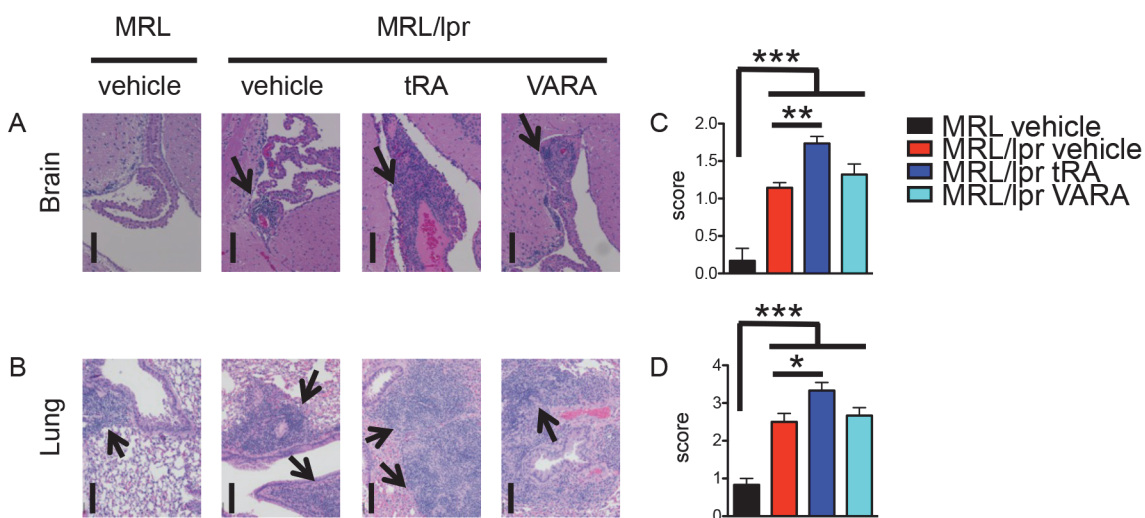 MRL MRL/lpr
vehicle vehicle tRA VARA
A
Brain
C
score
2.0
1.5
1.0
0.5
0.0
***
**
MRL vehicle
MRL/lpr vehicle
MRL/lpr tRA
MRL/lpr VARA
B
Lung
D
score
4
3
2
1
0
***
*